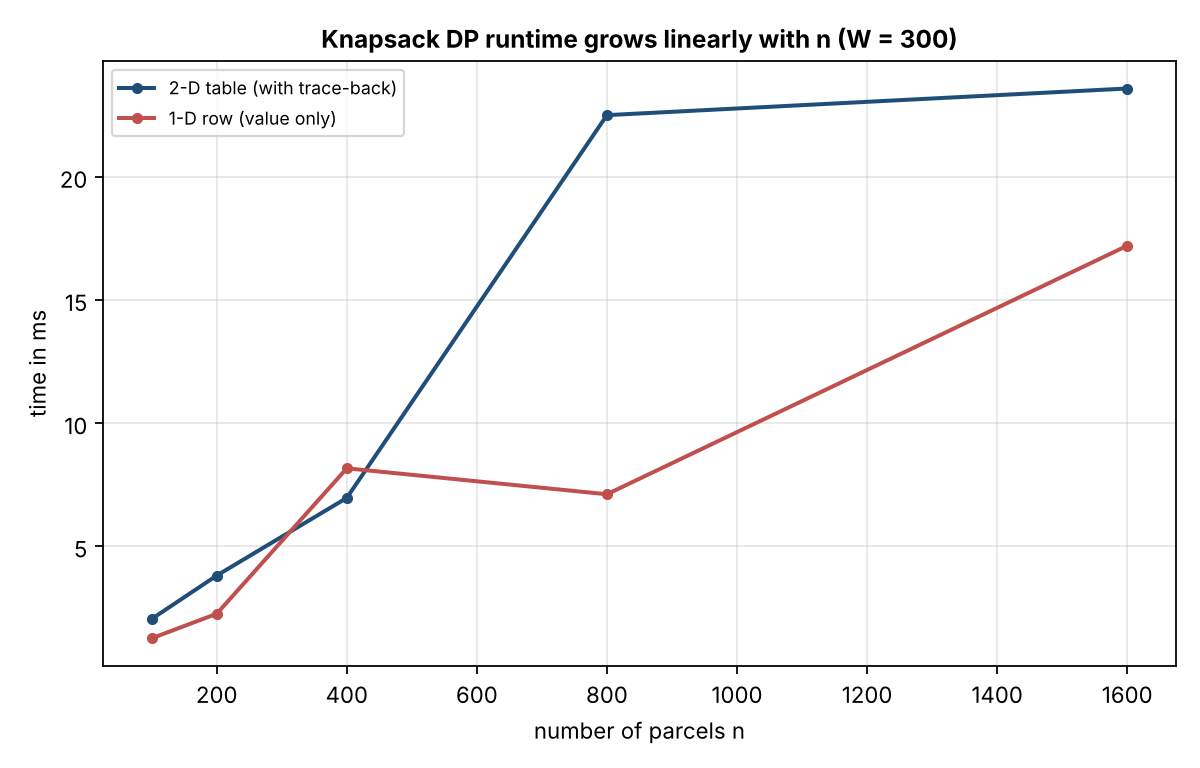 Knapsack DP runtime grows linearly with n (W = 300)
2-D table (with trace-back)
1-D row (value only)
time in ms
20
15
10
5
200 400 600 800 1000 1200 1400 1600
number of parcels n